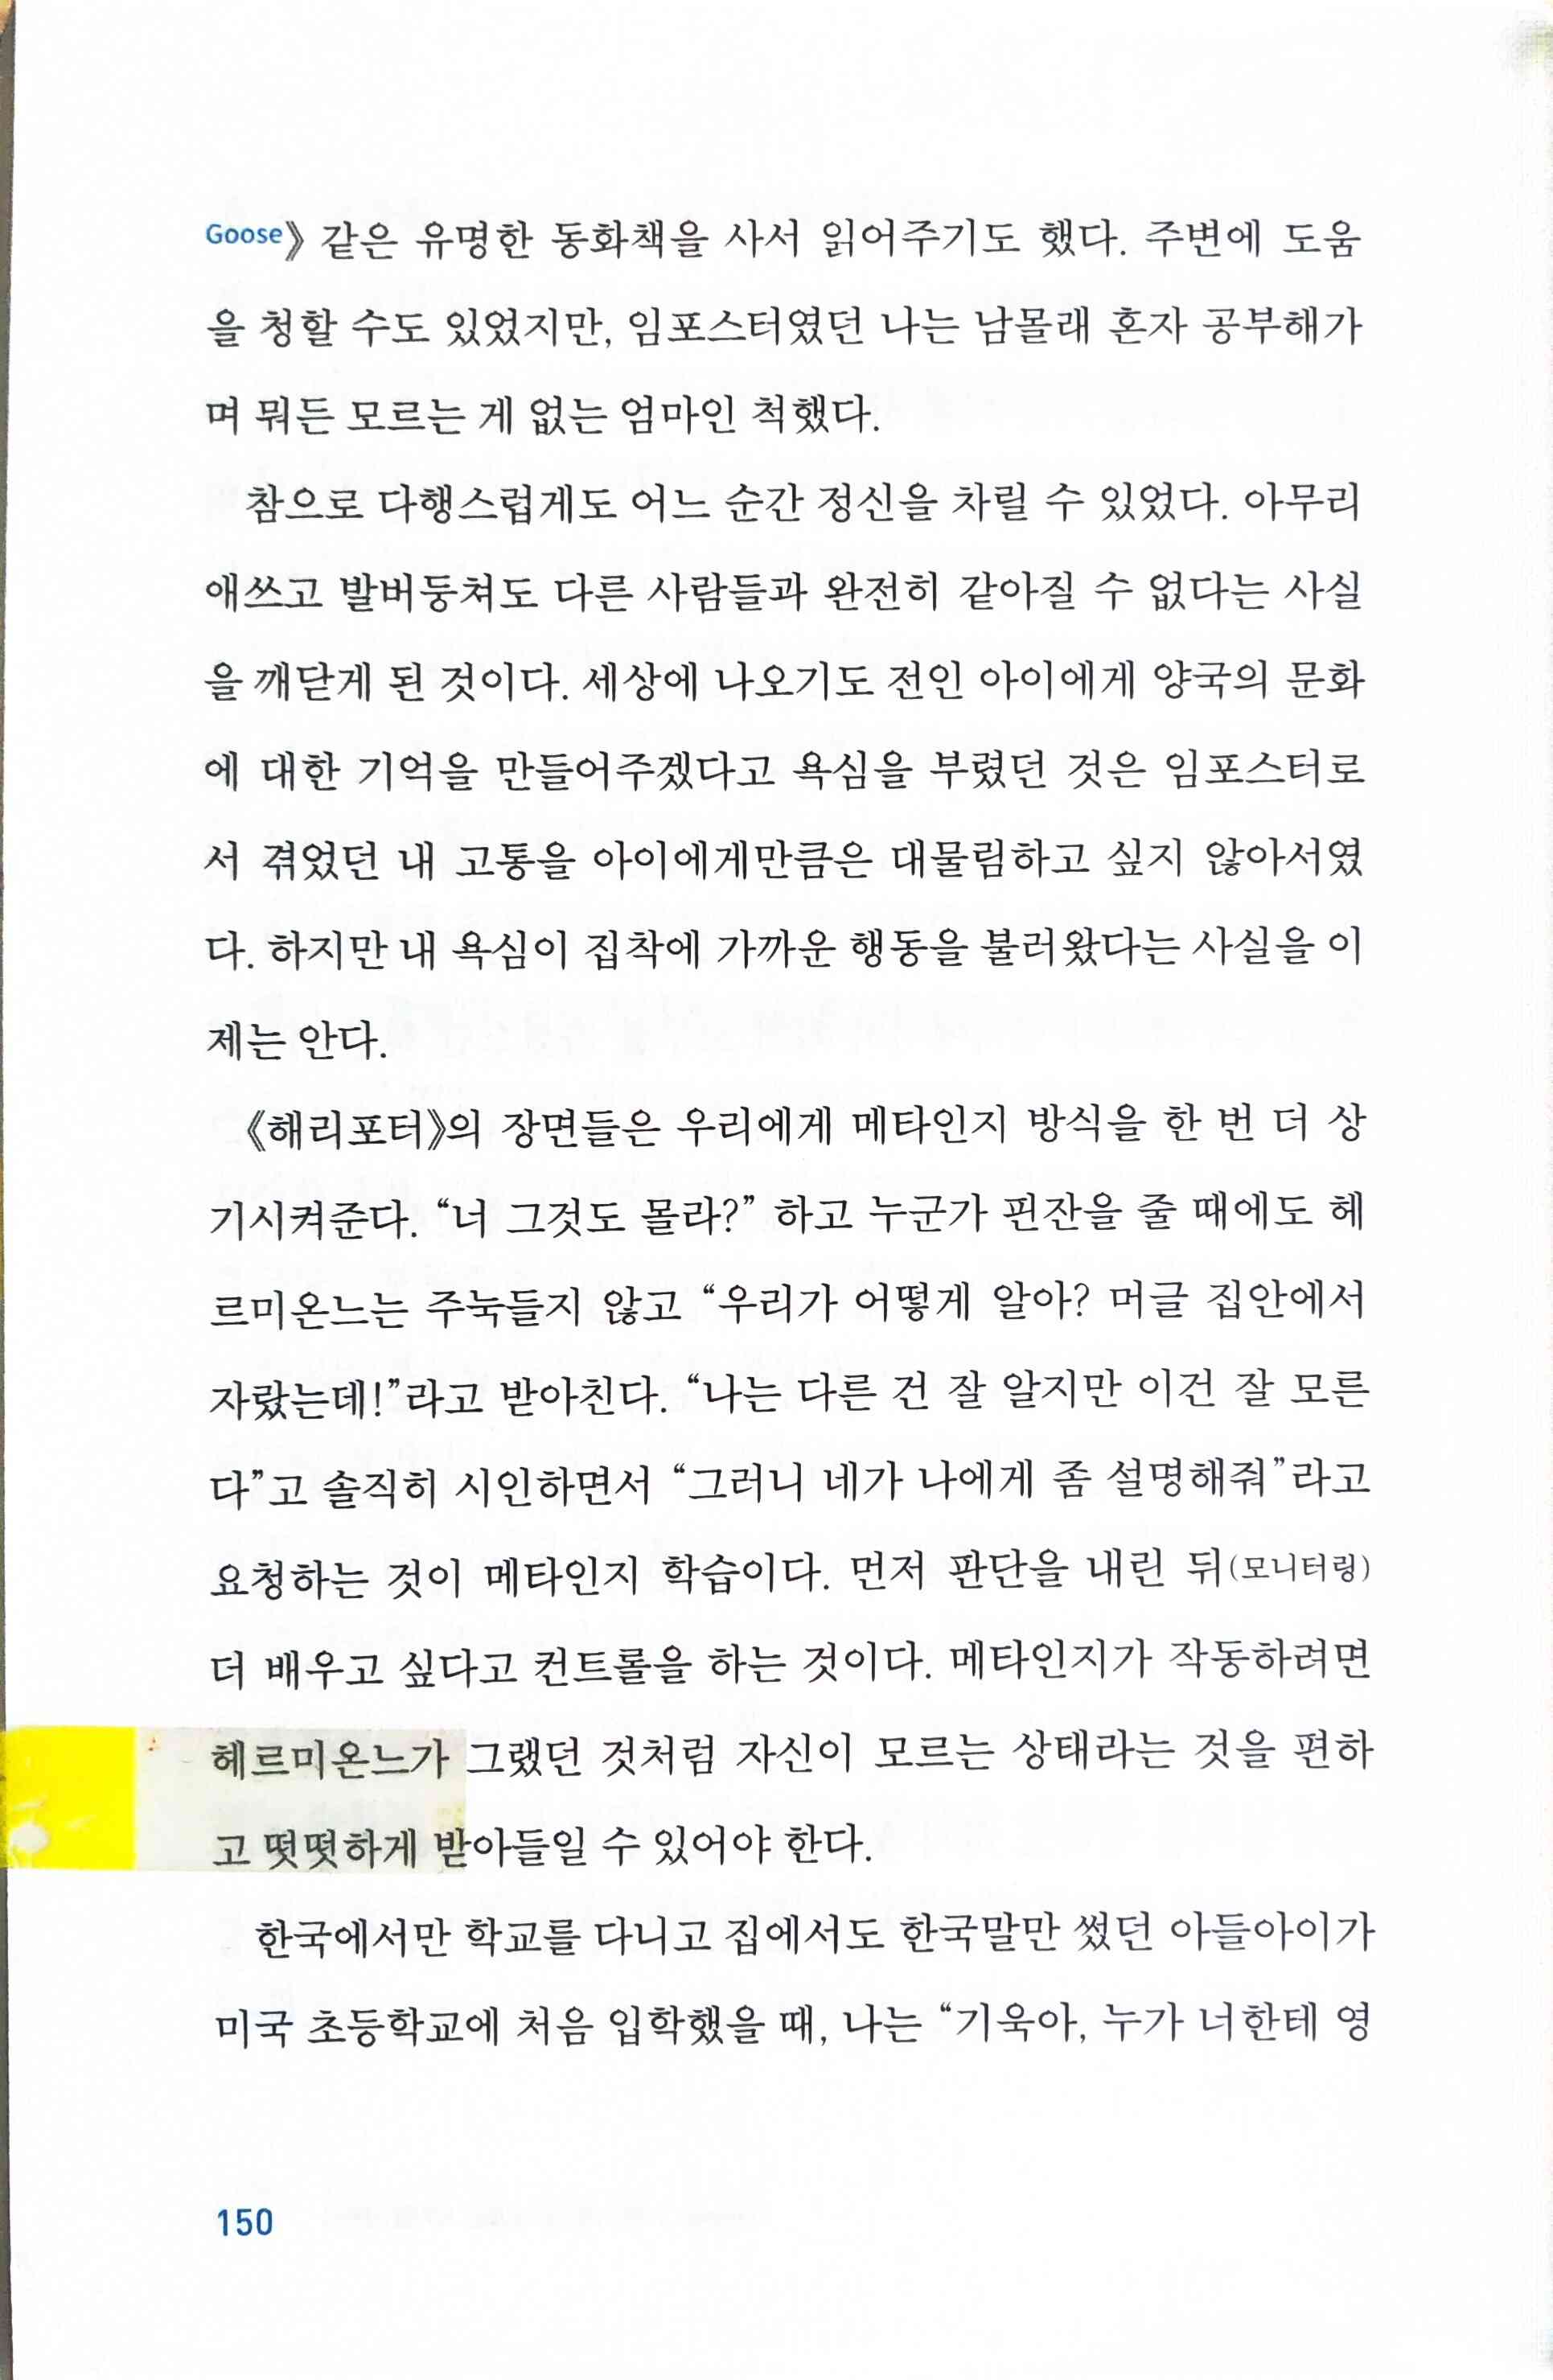 Goose》 같은 유명한 동화책을 사서 읽어주기도 했다. 주변에 도움
을 청할 수도 있었지만, 임포스터였던 나는 남몰래 혼자 공부해가
며 뭐든 모르는 게 없는 엄마인 척했다.
참으로 다행스럽게도 어느 순간 정신을 차릴 수 있었다. 아무리
애쓰고 발버둥쳐도 다른 사람들과 완전히 같아질 수 없다는 사실
을 깨닫게 된 것이다. 세상에 나오기도 전인 아이에게 양국의 문화
에 대한 기억을 만들어주겠다고 욕심을 부렸던 것은 임포스터로
서 겪었던 내 고통을 아이에게만큼은 대물림하고 싶지 않아서였
다. 하지만 내 욕심이 집착에 가까운 행동을 불러왔다는 사실을 이
제는 안다.
《해리포터》의 장면들은 우리에게 메타인지 방식을 한 번 더 상
기시켜준다. “너 그것도 몰라?” 하고 누군가 핀잔을 줄 때에도 헤
르미온느는 주눅들지 않고 “우리가 어떻게 알아? 머글 집안에서
자랐는데!”라고 받아친다. “나는 다른 건 잘 알지만 이건 잘 모른
다”고 솔직히 시인하면서 “그러니 네가 나에게 좀 설명해줘”라고
요청하는 것이 메타인지 학습이다. 먼저 판단을 내린 뒤(모니터링)
더 배우고 싶다고 컨트롤을 하는 것이다. 메타인지가 작동하려면
헤르미온느가 그랬던 것처럼 자신이 모르는 상태라는 것을 편하
고 떳떳하게 받아들일 수 있어야 한다.
한국에서만 학교를 다니고 집에서도 한국말만 썼던 아들아이가
미국 초등학교에 처음 입학했을 때, 나는 “기욱아, 누가 너한테 영
150